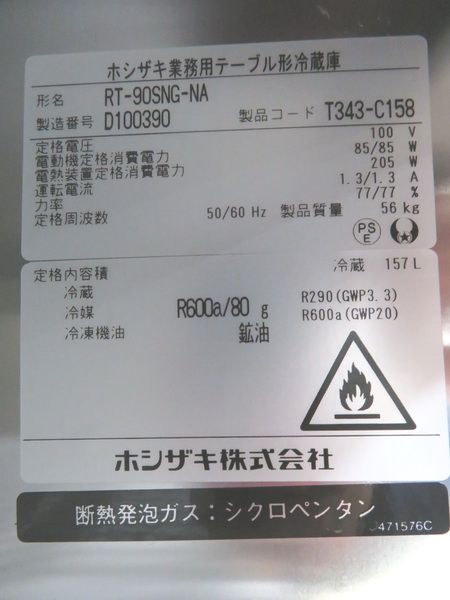 ホシザキ業務用テーブル形冷蔵庫
形名 RT-90SNG-NA
製造番号 D100390 製品コード T343-C158
定格電圧 100 V
電動機定格消費電力 85/85 W
電熱装置定格消費電力 205 W
運転電流 1.3/1.3 A
力率 77/77 %
定格周波数 50/60 Hz 製品質量 56 kg
PS
E
定格内容積 冷蔵 157 L
冷蔵
冷媒 R600a/80 g R290(GWP3.3)
R600a(GWP20)
冷凍機油 鉱油
ホシザキ株式会社
断熱発泡ガス：シクロペンタン
471576C